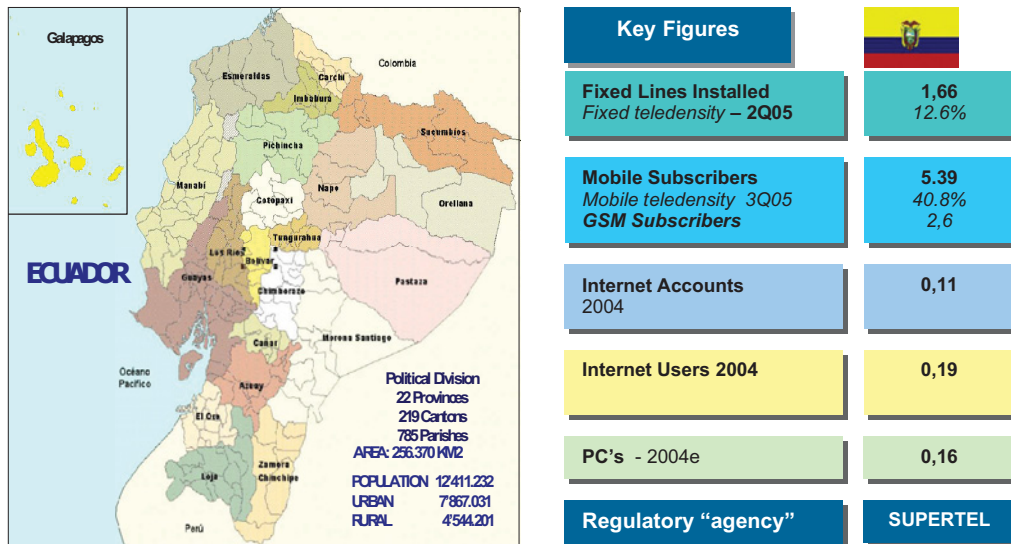 Galapagos
Colombia
Esmeraldas
Carchi
Imbabura
Sucumbíos
Pichincha
Manabí
Napo
Cotopaxi
Orellana
Tungurahua
Los Ríos
Bolívar
ECUADOR
Guayas
Pastaza
Chimborazo
Morona Santiago
Cañar
Océano
Pacífico
Azuay
El Oro
Zamora
Chinchipe
Loja
Perú
Political Division
22 Provinces
219 Cantons
785 Parishes
AREA: 256.370 KM2
POPULATION 12'411.232
URBAN 7'867.031
RURAL 4'544.201
Key Figures
Fixed Lines Installed 1,66
Fixed teledensity – 2Q05 12.6%
Mobile Subscribers 5.39
Mobile teledensity 3Q05 40.8%
GSM Subscribers 2,6
Internet Accounts 0,11
2004
Internet Users 2004 0,19
PC's - 2004e 0,16
Regulatory “agency” SUPERTEL